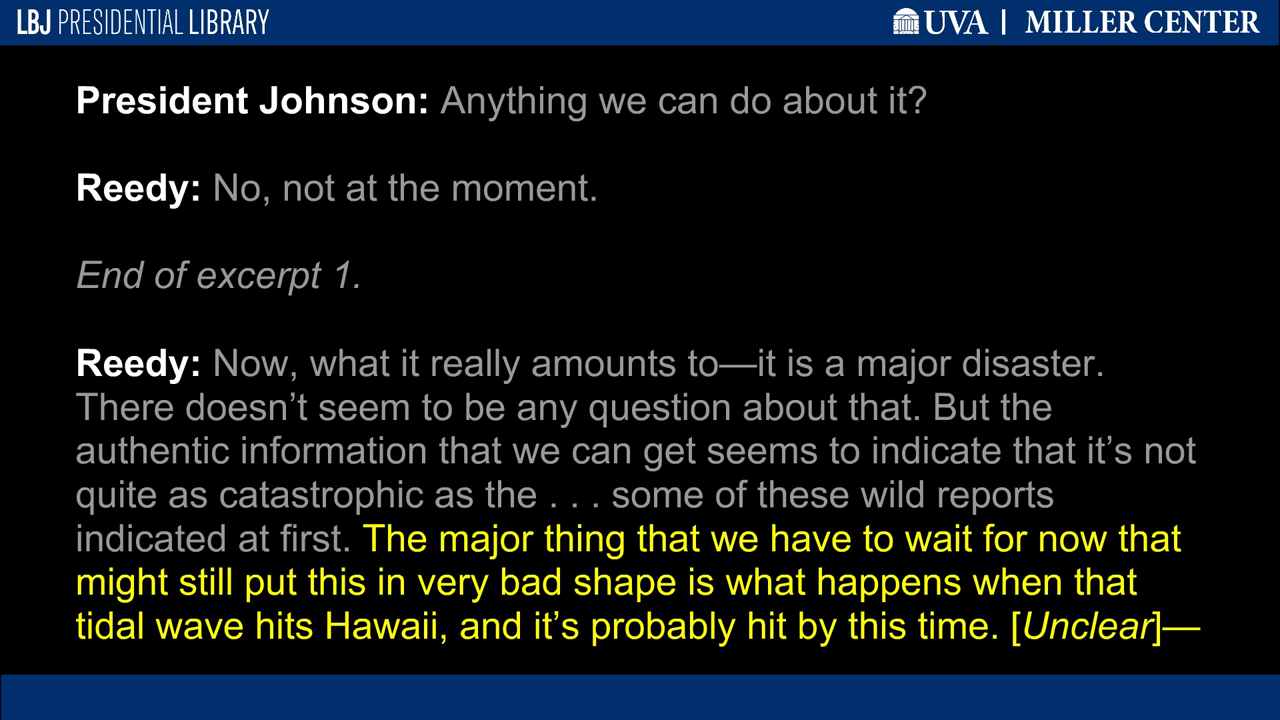 LBJ PRESIDENTIAL LIBRARY
UVA | MILLER CENTER
President Johnson: Anything we can do about it?
Reedy: No, not at the moment.
End of excerpt 1.
Reedy: Now, what it really amounts to—it is a major disaster.
There doesn’t seem to be any question about that. But the
authentic information that we can get seems to indicate that it’s not
quite as catastrophic as the . . . some of these wild reports
indicated at first. The major thing that we have to wait for now that
might still put this in very bad shape is what happens when that
tidal wave hits Hawaii, and it’s probably hit by this time. [Unclear]—